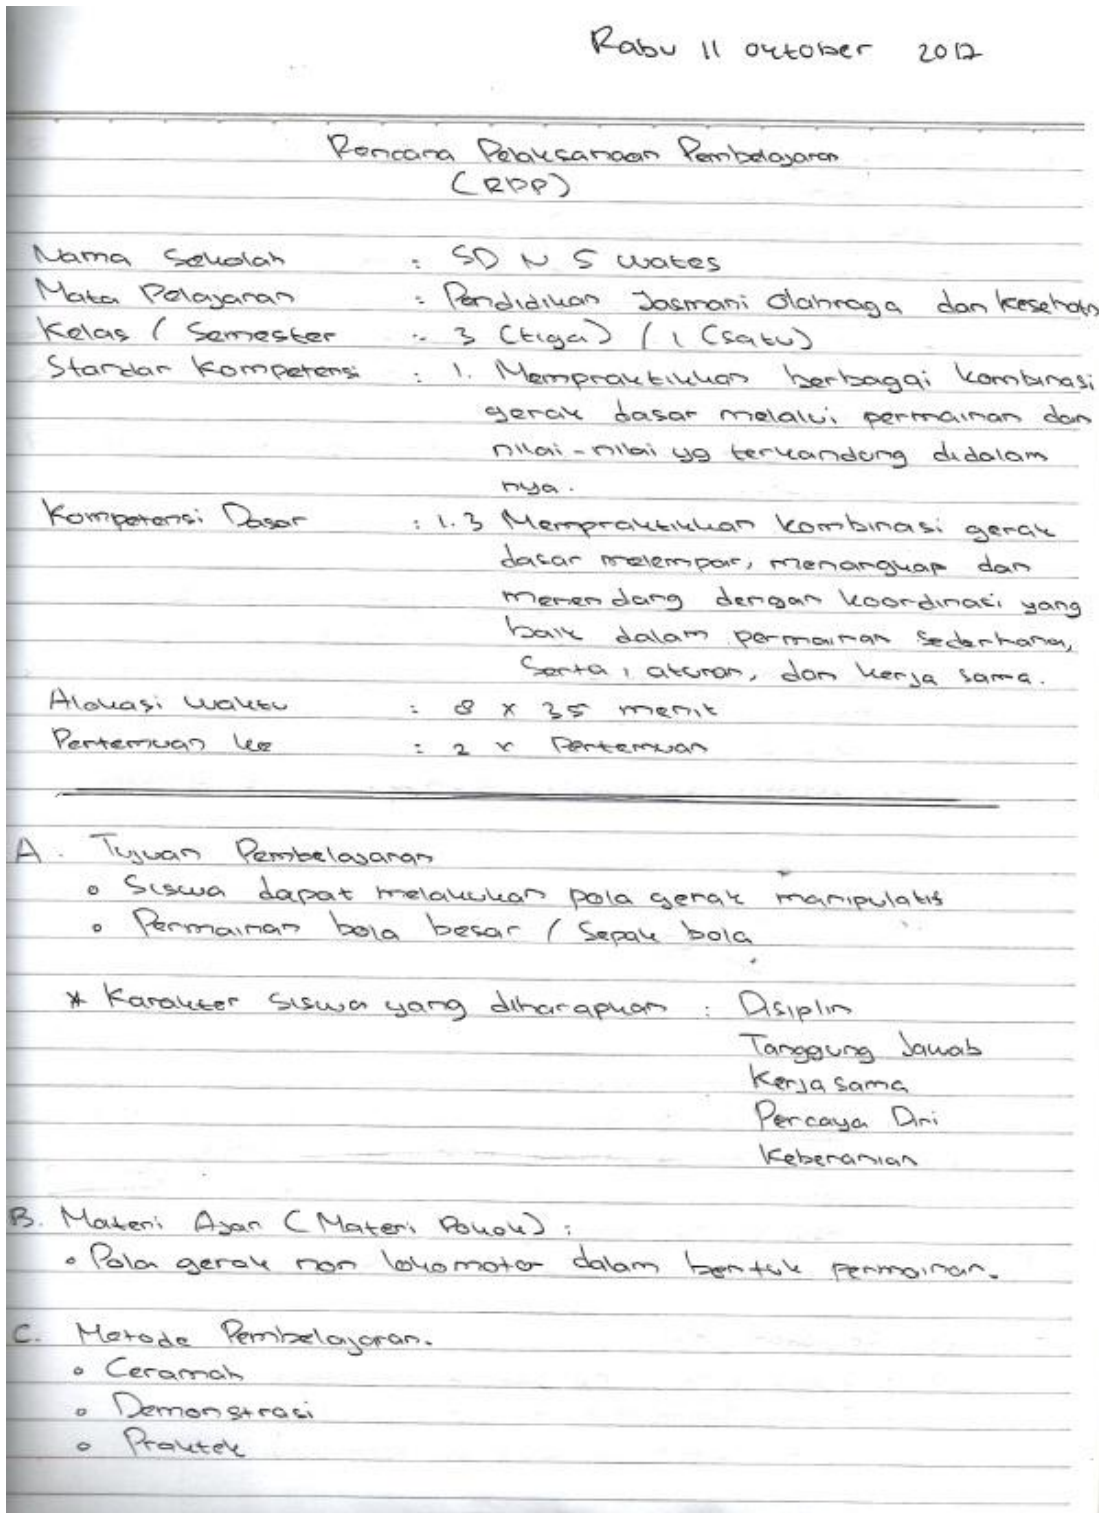 Rabu 11 oktober 2017
Rencana Pelaksanaan Pembelajaran
(RPP)
Nama Sekolah : SD N 5 Wates
Mata Pelajaran : Pendidikan Jasmani Olahraga dan Kesehatn
Kelas / Semester : 3 (tiga) / 1 (satu)
Standar Kompetensi : 1. Mempraktikkan berbagai kombinasi
gerak dasar melalui permainan dan
nilai-nilai yg terkandung didalam
nya.
Kompetensi Dasar : 1.3 Mempraktikkan kombinasi gerak
dasar melempar, menangkap dan
menendang dengan koordinasi yang
baik dalam permainan sederhana,
Serta, aturan, dan kerja sama.
Alokasi waktu : 8 x 35 menit
Pertemuan ke : 2 x Pertemuan
A. Tujuan Pembelajaran
o Siswa dapat melakukan pola gerak manipulatif
o Permainan bola besar / Sepak bola
* Karakter siswa yang diharapkan : Disiplin
Tanggung Jawab
Kerja sama
Percaya Diri
Keberanian
B. Materi Ajar (Materi Pokok) :
o Pola gerak non lokomotor dalam bentuk permainan.
C. Metode Pembelajaran.
o Ceramah
o Demonstrasi
o Praktek